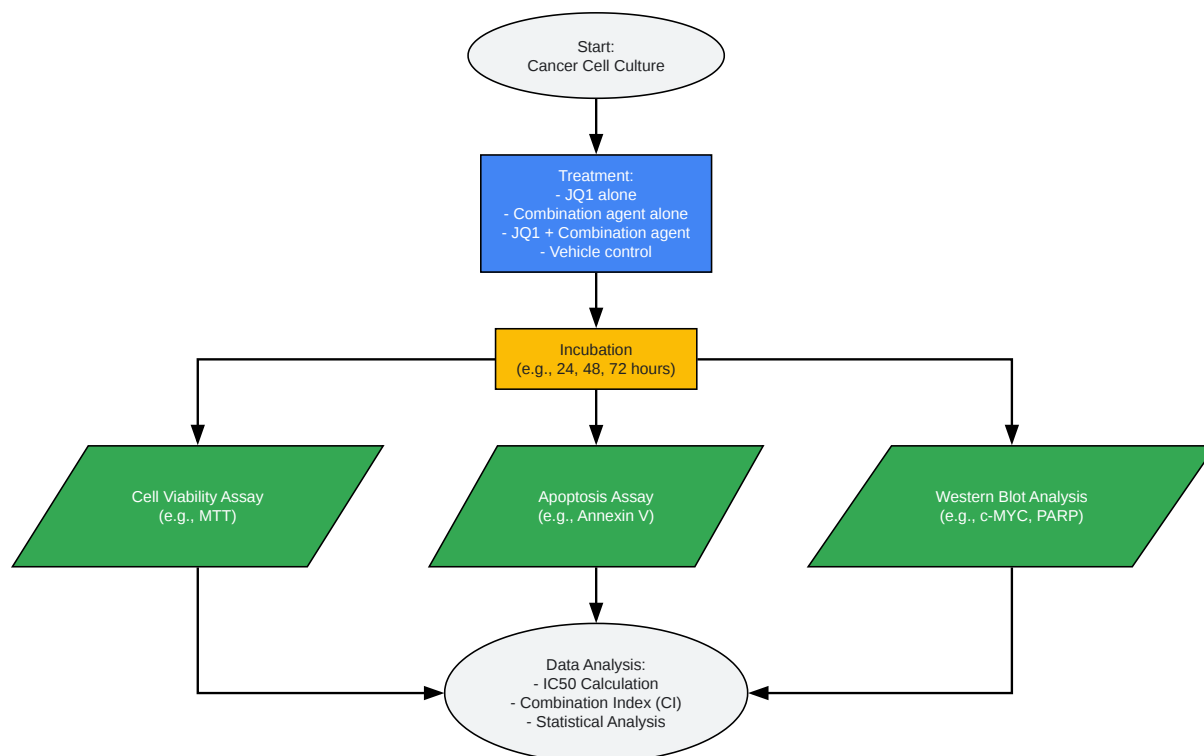 Start:
Cancer Cell Culture
Treatment:
- JQ1 alone
- Combination agent alone
- JQ1 + Combination agent
- Vehicle control
Incubation
(e.g., 24, 48, 72 hours)
Cell Viability Assay
(e.g., MTT)
Apoptosis Assay
(e.g., Annexin V)
Western Blot Analysis
(e.g., c-MYC, PARP)
Data Analysis:
- IC50 Calculation
- Combination Index (CI)
- Statistical Analysis